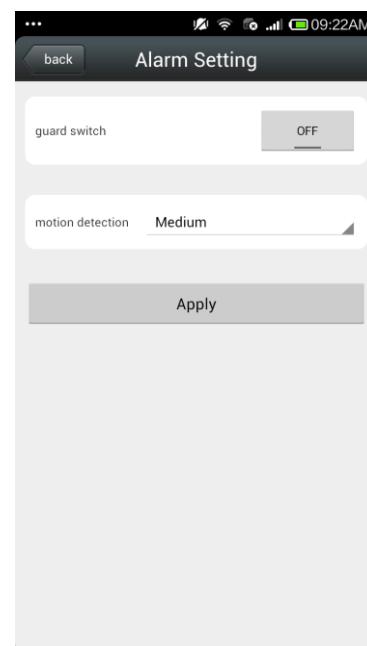 ... 09:22AM
back Alarm Setting
guard switch OFF
motion detection Medium
Apply